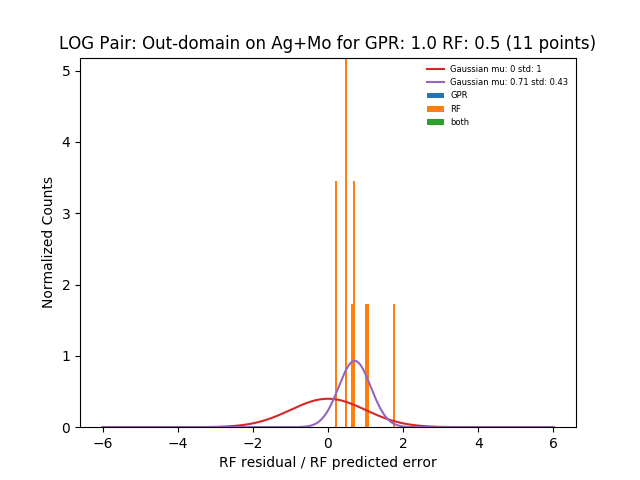 LOG Pair: Out-domain on Ag+Mo for GPR: 1.0 RF: 0.5 (11 points)
Gaussian mu: 0 std: 1
Gaussian mu: 0.71 std: 0.43
GPR
RF
both
Normalized Counts
5
4
3
2
1
0
−6 −4 −2 0 2 4 6
RF residual / RF predicted error